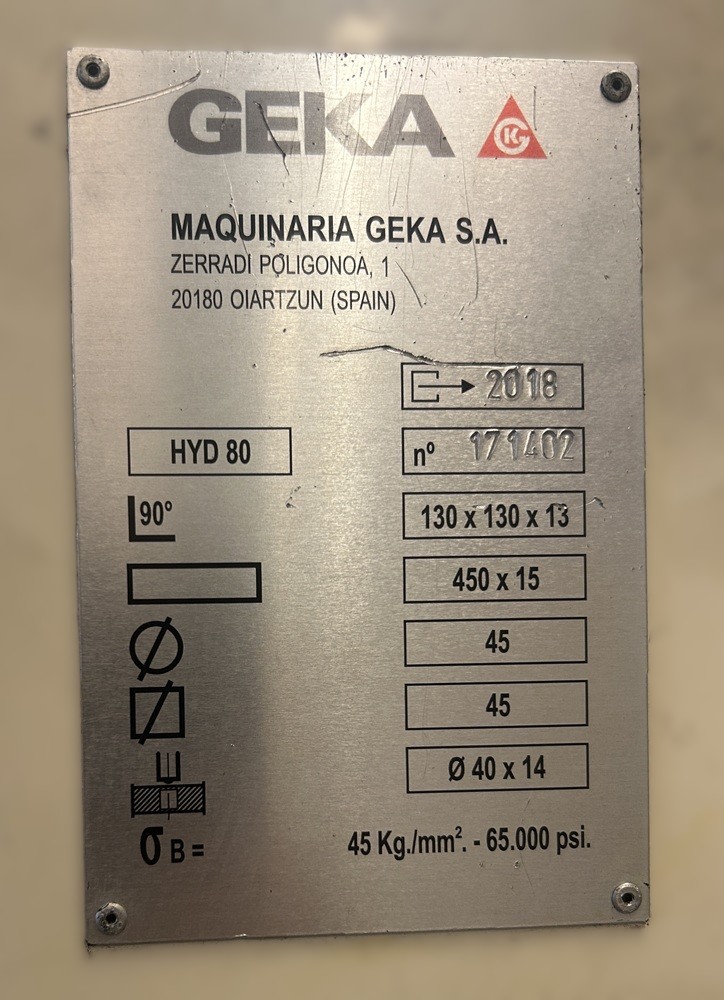 GEKA
MAQUINARIA GEKA S.A.
ZERRADI POLIGONOA, 1
20180 OIARTZUN (SPAIN)
2018
HYD 80 nº 171402
90° 130 x 130 x 13
450 x 15
45
45
Ø 40 x 14
σ B = 45 Kg./mm². - 65.000 psi.